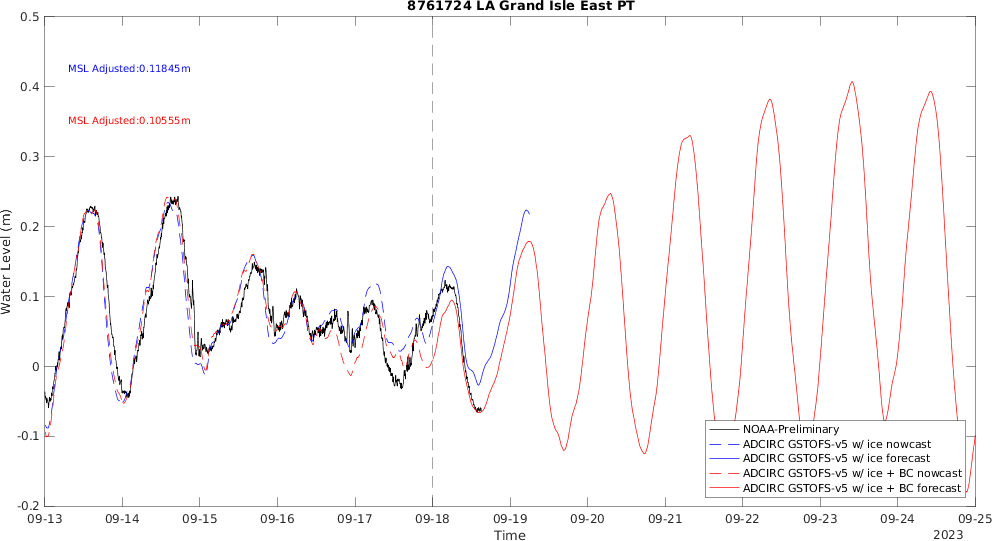 8761724 LA Grand Isle East PT
0.5
0.4
0.3
0.2
0.1
0
-0.1
-0.2
Water Level (m)
MSL Adjusted:0.11845m
MSL Adjusted:0.10555m
NOAA-Preliminary
ADCIRC GSTOFS-v5 w/ ice nowcast
ADCIRC GSTOFS-v5 w/ ice forecast
ADCIRC GSTOFS-v5 w/ ice + BC nowcast
ADCIRC GSTOFS-v5 w/ ice + BC forecast
09-13 09-14 09-15 09-16 09-17 09-18 09-19 09-20 09-21 09-22 09-23 09-24 09-25
Time
2023